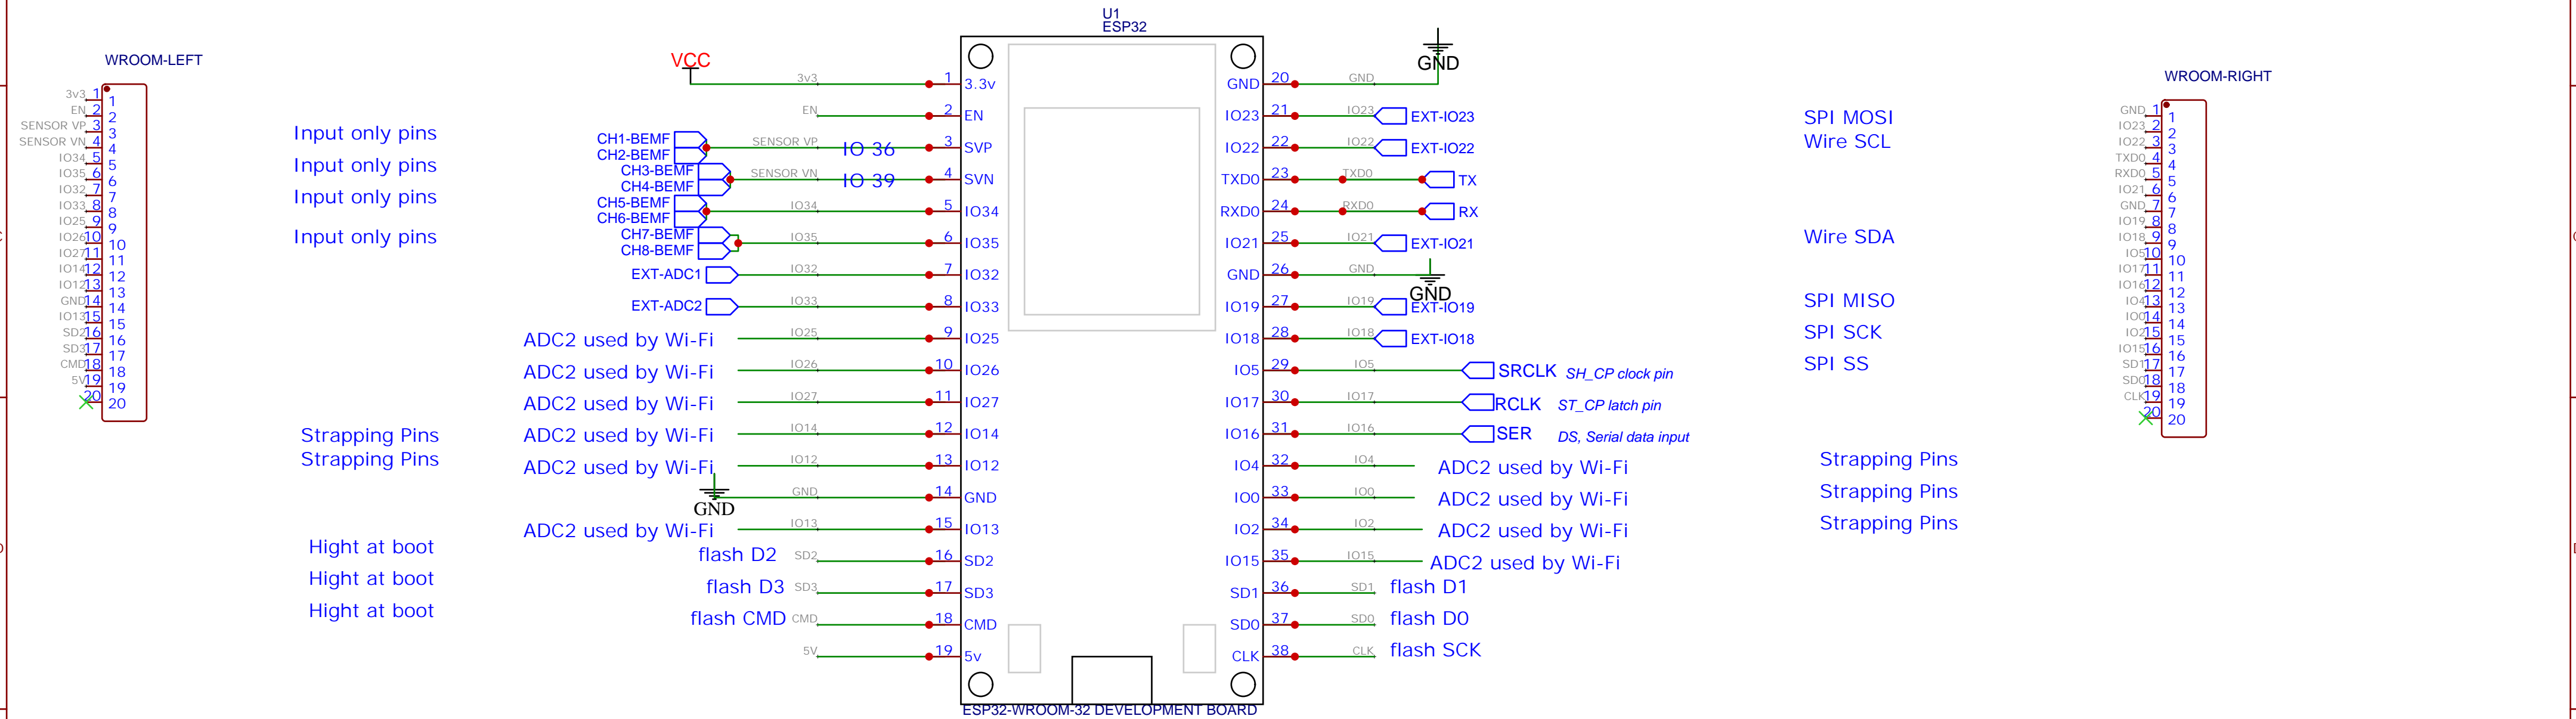 U1
ESP32
WROOM-LEFT
3v3 1 1
EN 2 2
SENSOR VP 3 3
SENSOR VN 4 4
IO34 5 5
IO35 6 6
IO32 7 7
IO33 8 8
IO25 9 9
IO26 10 10
IO27 11 11
IO14 12 12
IO12 13 13
GND 14 14
IO13 15 15
SD2 16 16
SD3 17 17
CMD 18 18
5V 19 19
20 20
Input only pins
Input only pins
Input only pins
Input only pins
Strapping Pins
Strapping Pins
Hight at boot
Hight at boot
Hight at boot
VCC
3v3 1 3.3v
EN 2 EN
CH1-BEMF
CH2-BEMF
SENSOR VP IO 36 3 SVP
CH3-BEMF
CH4-BEMF
SENSOR VN IO 39 4 SVN
CH5-BEMF
CH6-BEMF
IO34 5 IO34
CH7-BEMF
CH8-BEMF
IO35 6 IO35
EXT-ADC1 IO32 7 IO32
EXT-ADC2 IO33 8 IO33
ADC2 used by Wi-Fi IO25 9 IO25
ADC2 used by Wi-Fi IO26 10 IO26
ADC2 used by Wi-Fi IO27 11 IO27
ADC2 used by Wi-Fi IO14 12 IO14
ADC2 used by Wi-Fi IO12 13 IO12
GND GND 14 GND
ADC2 used by Wi-Fi IO13 15 IO13
flash D2 SD2 16 SD2
flash D3 SD3 17 SD3
flash CMD CMD 18 CMD
5V 19 5v
GND
GND 20 GND
IO23 21 IO23 EXT-IO23
IO22 22 IO22 EXT-IO22
TXD0 23 TXD0 TX
RXD0 24 RXD0 RX
IO21 25 IO21 EXT-IO21
GND 26 GND GND
IO19 27 IO19 EXT-IO19
IO18 28 IO18 EXT-IO18
IO5 29 IO5 SRCLK SH_CP clock pin
IO17 30 IO17 RCLK ST_CP latch pin
IO16 31 IO16 SER DS, Serial data input
IO4 32 IO4 ADC2 used by Wi-Fi
IO0 33 IO0 ADC2 used by Wi-Fi
IO2 34 IO2 ADC2 used by Wi-Fi
IO15 35 IO15 ADC2 used by Wi-Fi
SD1 36 SD1 flash D1
SD0 37 SD0 flash D0
CLK 38 CLK flash SCK
ESP32-WROOM-32 DEVELOPMENT BOARD
SPI MOSI
Wire SCL
Wire SDA
SPI MISO
SPI SCK
SPI SS
Strapping Pins
Strapping Pins
Strapping Pins
WROOM-RIGHT
GND 1 1
IO23 2 2
IO22 3 3
TXD0 4 4
RXD0 5 5
IO21 6 6
GND 7 7
IO19 8 8
IO18 9 9
IO5 10 10
IO17 11 11
IO16 12 12
IO4 13 13
IO0 14 14
IO2 15 15
IO15 16 16
SD1 17 17
SD0 18 18
CLK 19 19
20 20